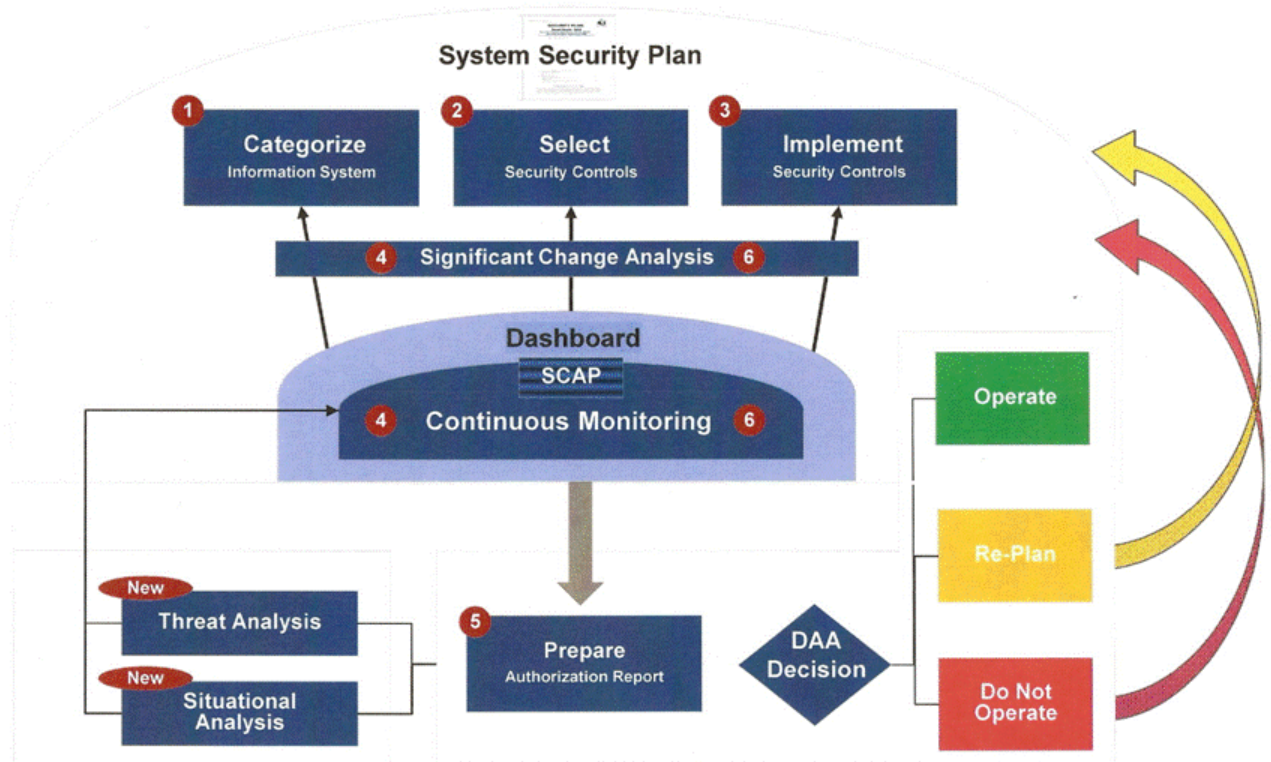 System Security Plan
1
Categorize
Information System
2
Select
Security Controls
3
Implement
Security Controls
4 Significant Change Analysis 6
Dashboard
SCAP
4 Continuous Monitoring 6
Operate
Re-Plan
Do Not
Operate
New
Threat Analysis
New
Situational
Analysis
5
Prepare
Authorization Report
DAA
Decision